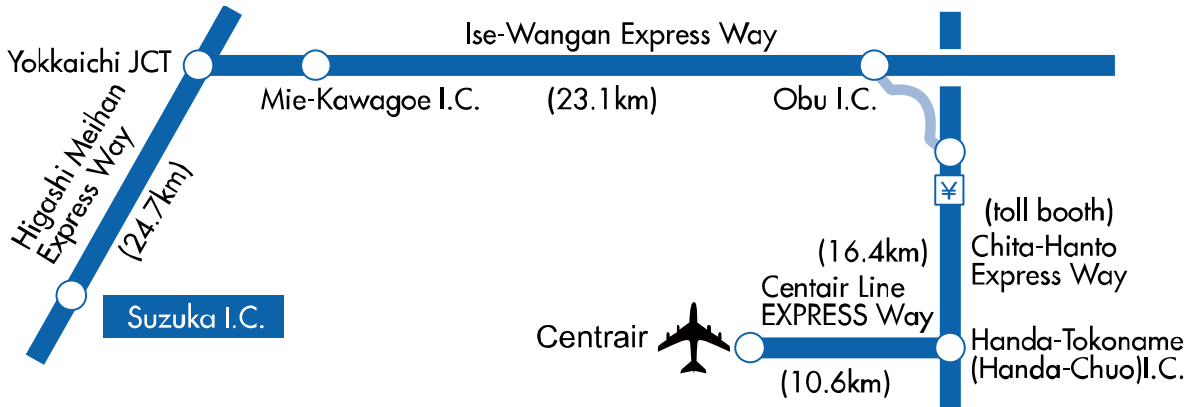 Ise-Wangan Express Way
Yokkaichi JCT
Mie-Kawagoe I.C.
(23.1km)
Obu I.C.
Higashi Meihan
Express Way
(24.7km)
Suzuka I.C.
¥
(toll booth)
Chita-Hanto
Express Way
(16.4km)
Centair Line
EXPRESS Way
Centrair
(10.6km)
Handa-Tokoname
(Handa-Chuo)I.C.